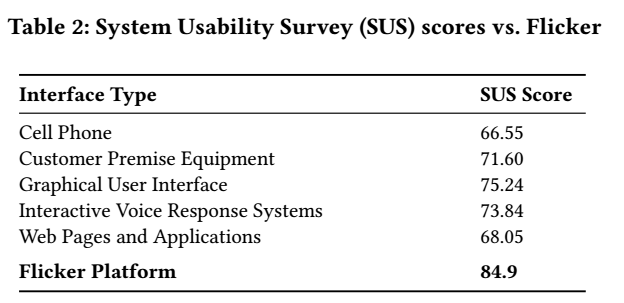 Table 2: System Usability Survey (SUS) scores vs. Flicker
Interface Type SUS Score
Cell Phone 66.55
Customer Premise Equipment 71.60
Graphical User Interface 75.24
Interactive Voice Response Systems 73.84
Web Pages and Applications 68.05
Flicker Platform 84.9